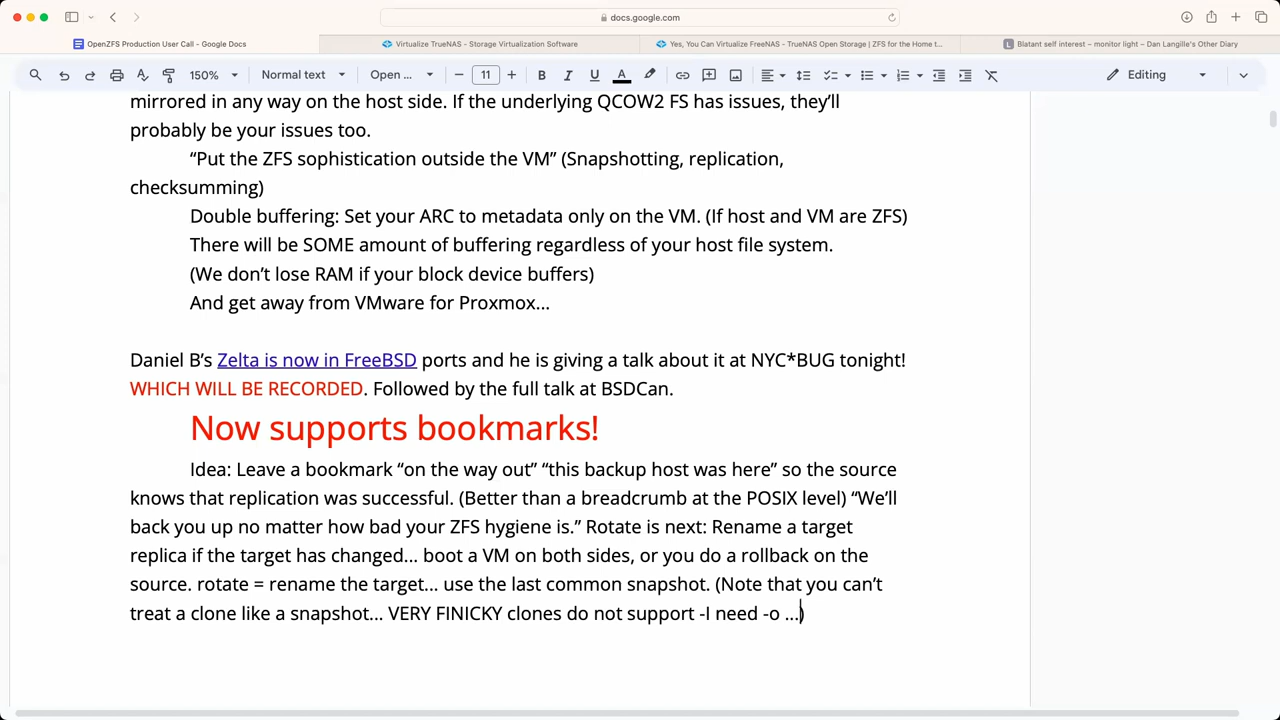 docs.google.com
OpenZFS Production User Call - Google Docs
Virtualize TrueNAS - Storage Virtualization Software
Yes, You Can Virtualize FreeNAS - TrueNAS Open Storage | ZFS for the Home t...
L Blatant self interest – monitor light – Dan Langille's Other Diary
150% Normal text Open ... − 11 + B I U A Editing
mirrored in any way on the host side. If the underlying QCOW2 FS has issues, they'll
probably be your issues too.
“Put the ZFS sophistication outside the VM” (Snapshotting, replication,
checksumming)
Double buffering: Set your ARC to metadata only on the VM. (If host and VM are ZFS)
There will be SOME amount of buffering regardless of your host file system.
(We don’t lose RAM if your block device buffers)
And get away from VMware for Proxmox…
Daniel B’s Zelta is now in FreeBSD ports and he is giving a talk about it at NYC*BUG tonight!
WHICH WILL BE RECORDED. Followed by the full talk at BSDCan.
Now supports bookmarks!
Idea: Leave a bookmark “on the way out” “this backup host was here” so the source
knows that replication was successful. (Better than a breadcrumb at the POSIX level) “We’ll
back you up no matter how bad your ZFS hygiene is.” Rotate is next: Rename a target
replica if the target has changed… boot a VM on both sides, or you do a rollback on the
source. rotate = rename the target… use the last common snapshot. (Note that you can’t
treat a clone like a snapshot… VERY FINICKY clones do not support -I need -o …)